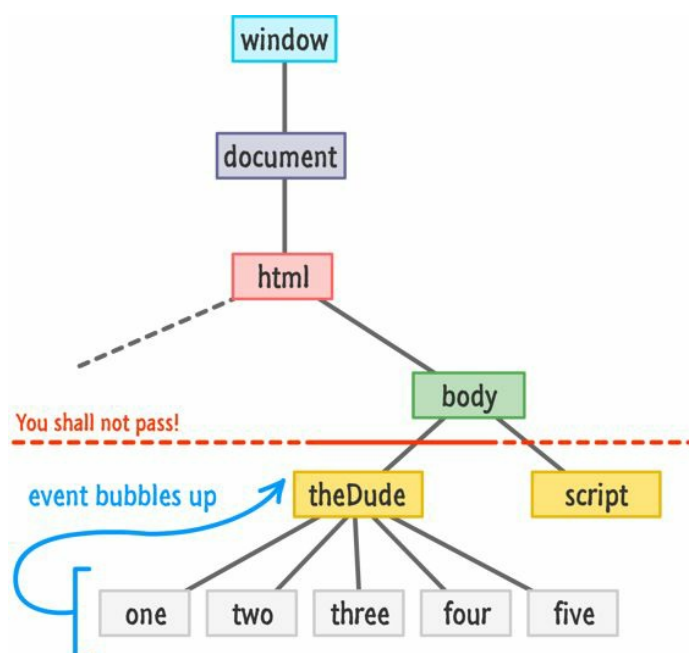 window
document
html
body
You shall not pass!
event bubbles up
theDude
script
one
two
three
four
five